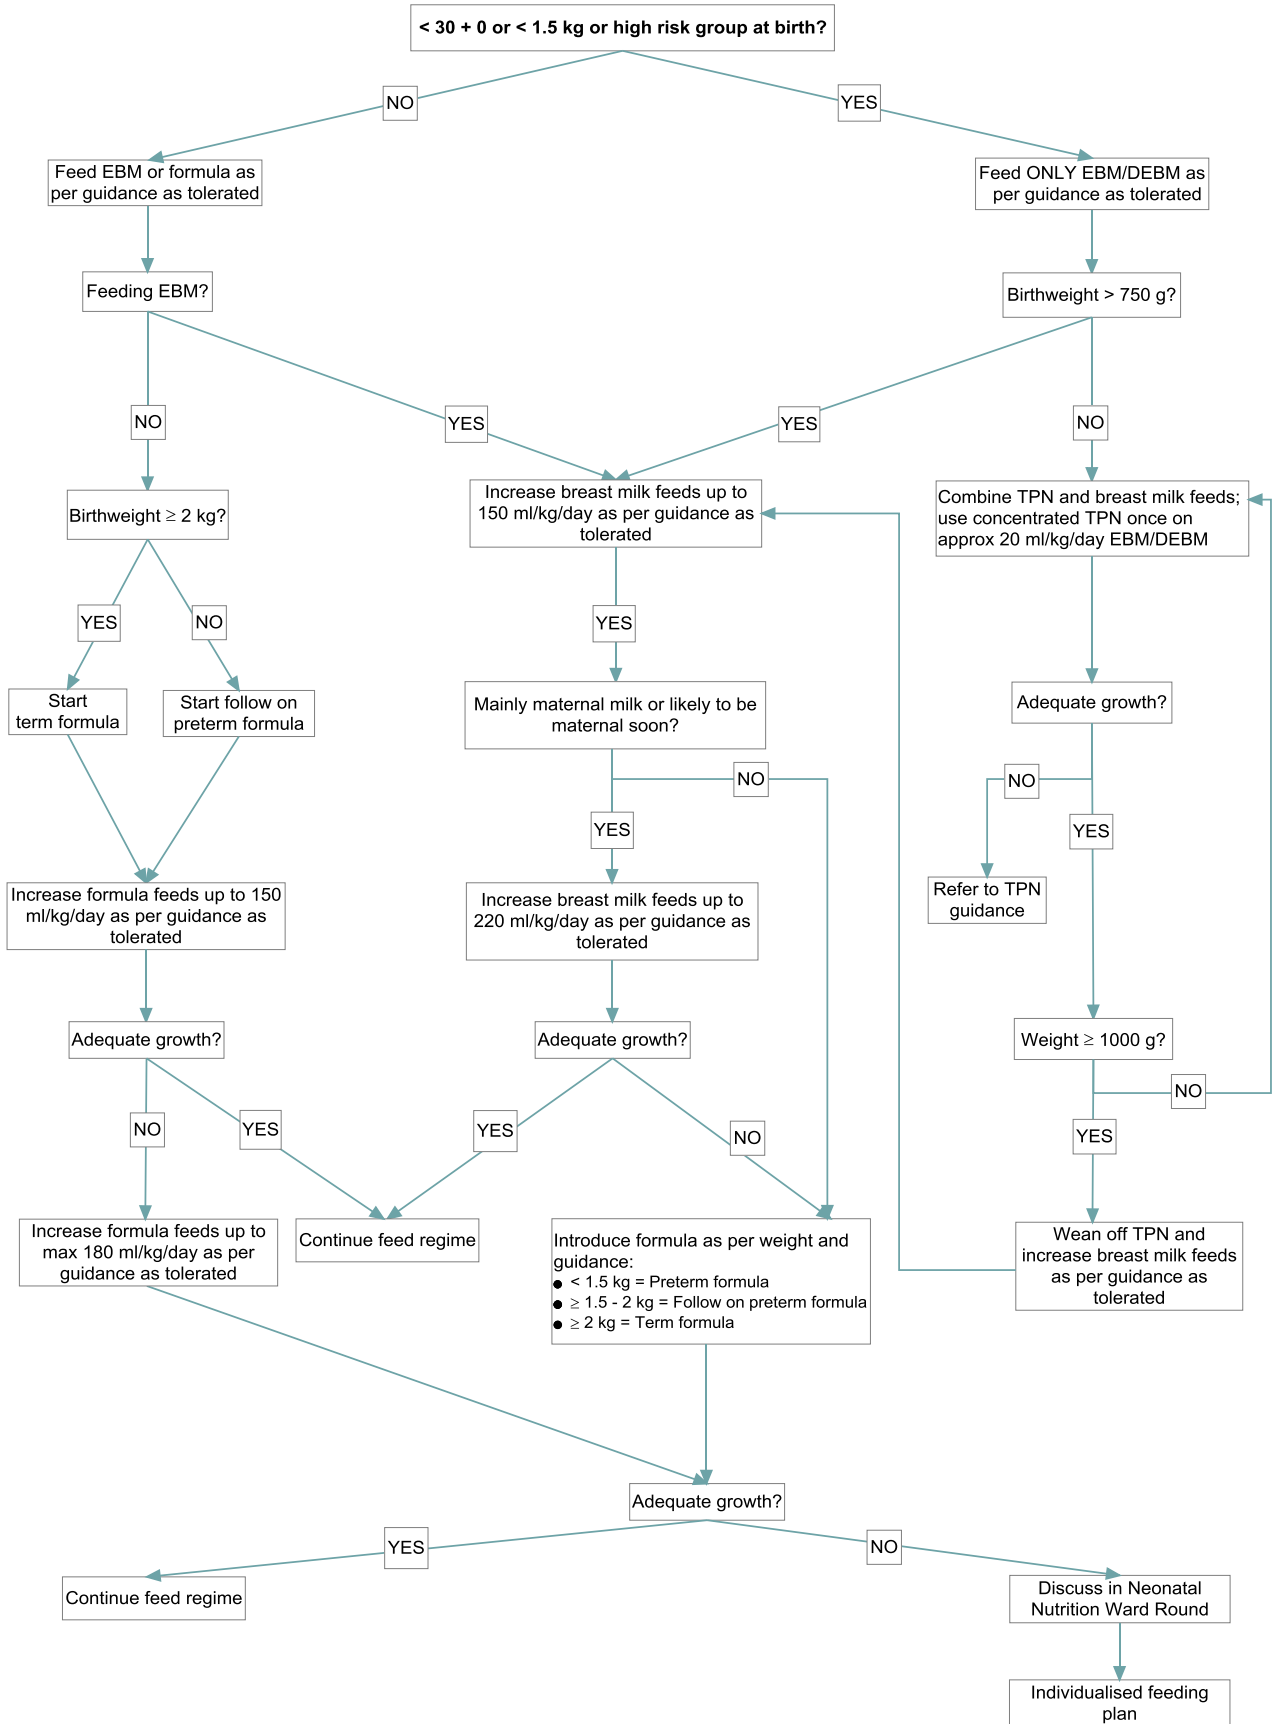 < 30 + 0 or < 1.5 kg or high risk group at birth?
NO
YES
Feed EBM or formula as
per guidance as tolerated
Feed ONLY EBM/DEBM as
per guidance as tolerated
Feeding EBM?
Birthweight > 750 g?
NO
YES
YES
NO
Birthweight ≥ 2 kg?
Increase breast milk feeds up to
150 ml/kg/day as per guidance as
tolerated
Combine TPN and breast milk feeds;
use concentrated TPN once on
approx 20 ml/kg/day EBM/DEBM
YES
NO
YES
Start
term formula
Start follow on
preterm formula
Mainly maternal milk or likely to be
maternal soon?
Adequate growth?
NO
NO
YES
YES
Increase formula feeds up to 150
ml/kg/day as per guidance as
tolerated
Increase breast milk feeds up to
220 ml/kg/day as per guidance as
tolerated
Refer to TPN
guidance
Adequate growth?
Adequate growth?
Weight ≥ 1000 g?
NO
NO
YES
YES
NO
YES
Increase formula feeds up to
max 180 ml/kg/day as per
guidance as tolerated
Continue feed regime
Introduce formula as per weight and
guidance:
● < 1.5 kg = Preterm formula
● ≥ 1.5 - 2 kg = Follow on preterm formula
● ≥ 2 kg = Term formula
Wean off TPN and
increase breast milk feeds
as per guidance as
tolerated
Adequate growth?
YES
NO
Continue feed regime
Discuss in Neonatal
Nutrition Ward Round
Individualised feeding
plan